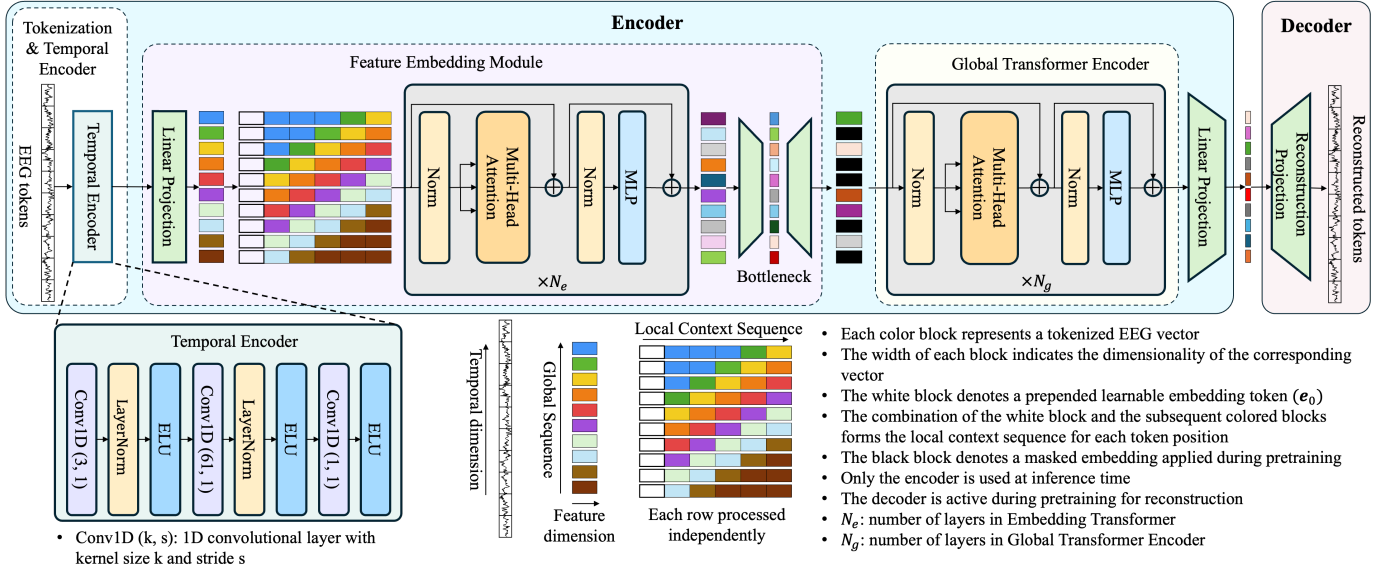 Tokenization
& Temporal
Encoder
EEG tokens
Temporal Encoder
Encoder
Feature Embedding Module
Linear Projection
Norm
Multi-Head
Attention
Norm
MLP
×Nₑ
Bottleneck
Global Transformer Encoder
Norm
Multi-Head
Attention
Norm
MLP
×N_g
Linear Projection
Decoder
Reconstruction
Projection
Reconstructed tokens
Temporal Encoder
Conv1D (3, 1)
LayerNorm
ELU
Conv1D (61, 1)
LayerNorm
ELU
Conv1D (1, 1)
ELU
• Conv1D (k, s): 1D convolutional layer with
kernel size k and stride s
Temporal dimension
Global Sequence
Feature
dimension
Local Context Sequence
Each row processed
independently
• Each color block represents a tokenized EEG vector
• The width of each block indicates the dimensionality of the corresponding
vector
• The white block denotes a prepended learnable embedding token (e₀)
• The combination of the white block and the subsequent colored blocks
forms the local context sequence for each token position
• The black block denotes a masked embedding applied during pretraining
• Only the encoder is used at inference time
• The decoder is active during pretraining for reconstruction
• Nₑ: number of layers in Embedding Transformer
• N_g: number of layers in Global Transformer Encoder